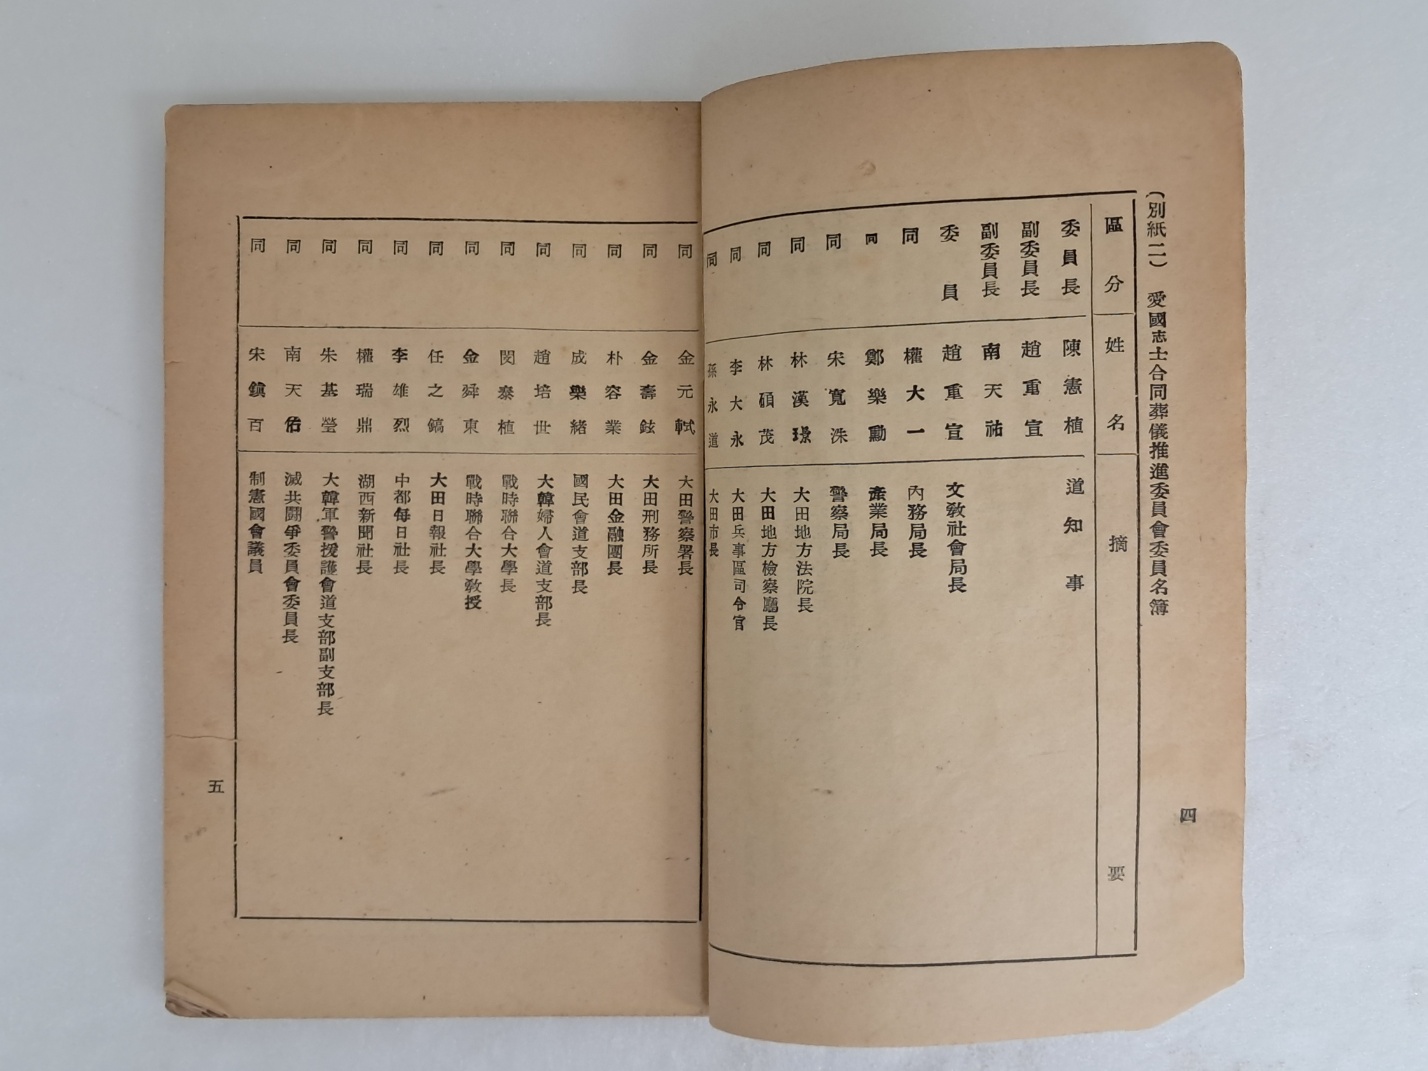 (別紙二) 愛國志士合同葬儀推進委員會委員名簿
區分 姓名 摘要
委員長 陳憲植 道知事
副委員長 趙重宣
副委員長 南天祐
委員 趙重宣 文敎社會局長
同 權大一 內務局長
同 鄭樂勳 產業局長
同 宋寬洙 警察局長
同 林漢璟 大田地方法院長
同 林碩茂 大田地方檢察廳長
同 李大永 大田兵事區司令官
同 孫永道 大田市長
四
同 金元軾 大田警察署長
同 金壽鉉 大田刑務所長
同 朴容業 大田金融團長
同 成樂緖 國民會道支部長
同 趙培世 大韓婦人會道支部長
同 閔泰植 戰時聯合大學長
同 金舜東 戰時聯合大學敎授
同 任之鎬 大田日報社長
同 李雄烈 中都每日社長
同 權瑞鼎 湖西新聞社長
同 朱基瑩 大韓軍警援護會道支部副支部長
同 南天佑 滅共鬪爭委員會委員長
同 宋鎭百 制憲國會議員
五